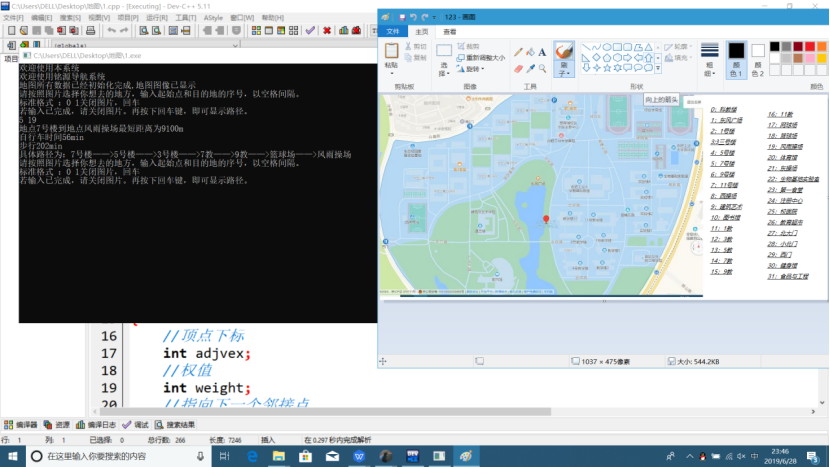 C:\Users\DELL\Desktop\地图\1.cpp - [Executing] - Dev-C++ 5.11
文件[F] 编辑[E] 搜索[S] 视图[V] 项目[P] 运行[R] 工具[T] AStyle 窗口[W] 帮助[H]
(globals)
C:\Users\DELL\Desktop\地图\1.exe
欢迎使用本系统
欢迎使用铭源导航系统
地图所有数据已经初始化完成,地图图像已显示
请按照图片选择你想去的地方，输入起始点和目的地的序号，以空格间隔。
标准格式 ：0 1关闭图片，回车
若输入已完成，请关闭图片。再按下回车键，即可显示路径。
5 19
地点7号楼到地点风雨操场最短距离为9100m
自行车时间56min
步行202min
具体路径为：7号楼——>5号楼——>3号楼——>7教——>9教——>篮球场——>风雨操场
请按照图片选择你想去的地方，输入起始点和目的地的序号，以空格间隔。
标准格式 ：0 1关闭图片，回车
若输入已完成，请关闭图片。再按下回车键，即可显示路径。
123 - 画图
文件 主页 查看
粘贴
剪切
复制
剪贴板
选择
裁剪
重新调整大小
旋转
图像
工具
刷子
形状
轮廓
填充
粗细
颜色 1
颜色 2
颜色
向上的箭头
0：科教楼
1：东风广场
2：1号楼
3:3号楼
4：5号楼
5：7号楼
6：9号楼
7：11号楼
8：西操场
9：建筑艺术
10：图书馆
11：1教
12：3教
13：5教
14：7教
15：9教
16：11教
17：网球场
18：篮球场
19：风雨操场
20：体育馆
21：东操场
22：生物基地实验室
23：第一食堂
24：注册中心
25：校医院
26：教育超市
27：北大门
28：小北门
29：西门
30：健身馆
31：食品与工程
1037 × 475像素
大小: 544.2KB
16 //顶点下标
17 int adjvex;
18 //权值
19 int weight;
20 //指向下一个邻接点
编译器 资源 编译日志 调试 搜索结果
行: 1 列: 1 已选择: 0 总行数: 266 长度: 7246 插入 在 0.297 秒内完成解析
在这里输入你要搜索的内容
中
23:46
2019/6/28